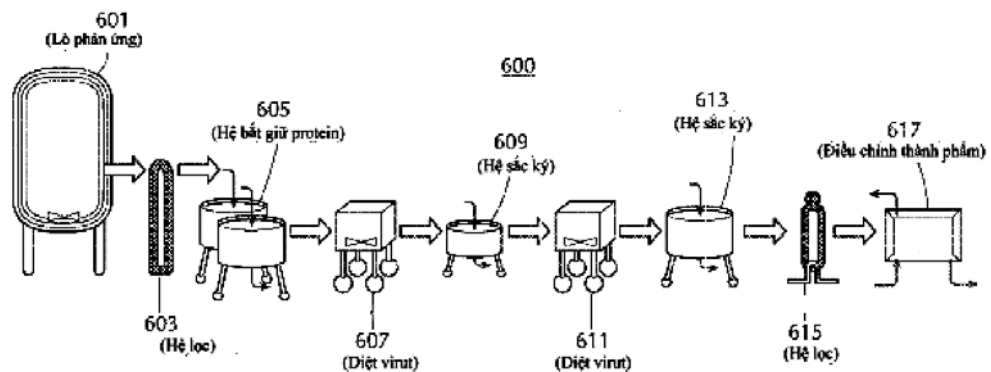 601
(Lò phản ứng)
600
605
(Hệ bắt giữ protein)
609
(Hệ sắc ký)
613
(Hệ sắc ký)
617
(Điều chỉnh thành phẩm)
603
(Hệ lọc)
607
(Diệt virut)
611
(Diệt virut)
615
(Hệ lọc)